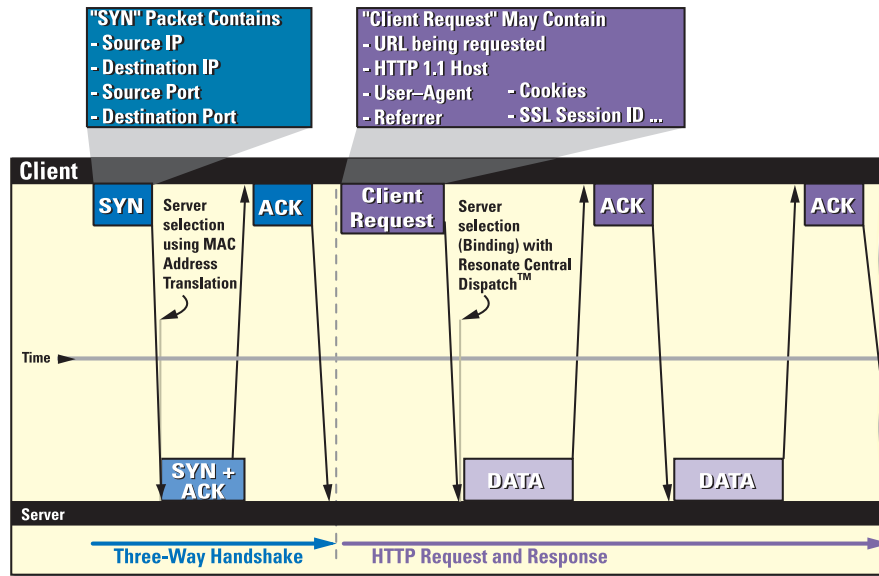 "SYN" Packet Contains
- Source IP
- Destination IP
- Source Port
- Destination Port
"Client Request" May Contain
- URL being requested
- HTTP 1.1 Host
- User–Agent
- Referrer
- Cookies
- SSL Session ID ...
Client
SYN
Server
selection
using MAC
Address
Translation
ACK
Client
Request
Server
selection
(Binding) with
Resonate Central
Dispatch™
ACK
ACK
Time
SYN +
ACK
DATA
DATA
Server
Three-Way Handshake
HTTP Request and Response